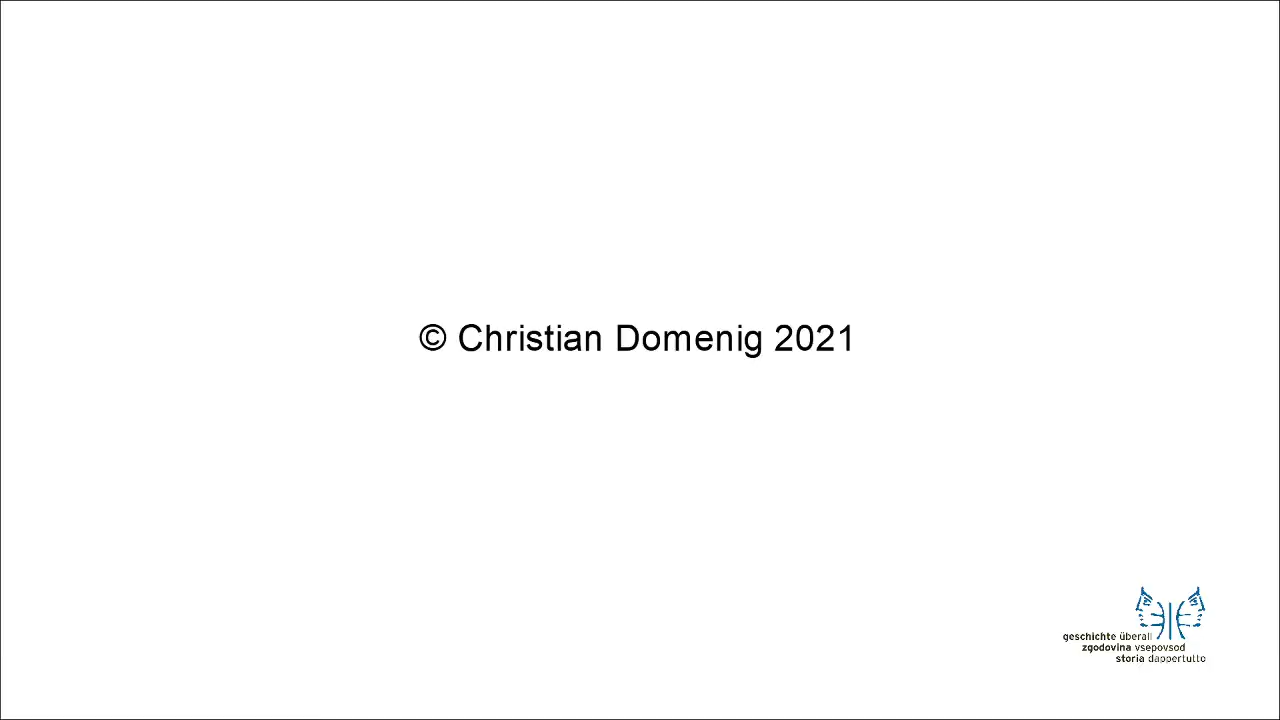 © Christian Domenig 2021
geschichte überall
zgodovina vsepovsod
storia dappertutto